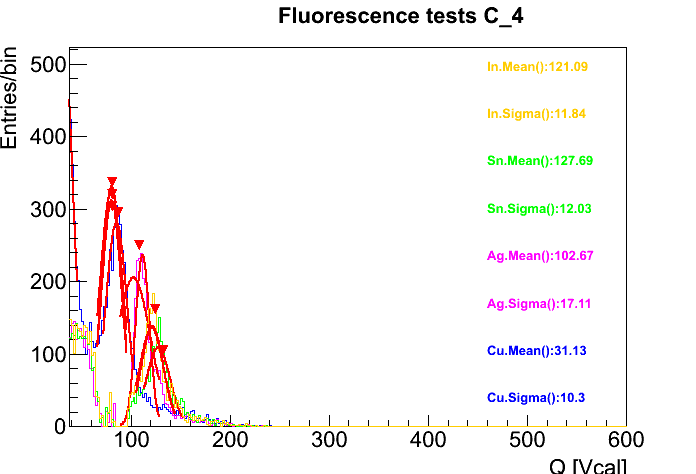 Fluorescence tests C_4
Entries/bin
500
400
300
200
100
0
In.Mean():121.09
In.Sigma():11.84
Sn.Mean():127.69
Sn.Sigma():12.03
Ag.Mean():102.67
Ag.Sigma():17.11
Cu.Mean():31.13
Cu.Sigma():10.3
100 200 300 400 500 600
Q [Vcal]